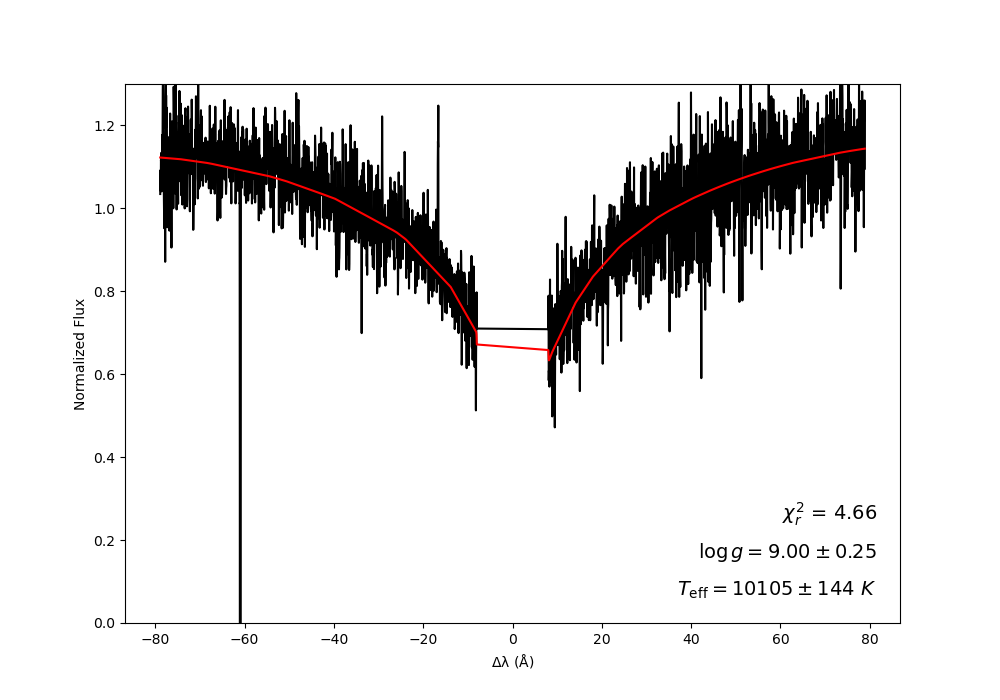 1.2
1.0
0.8
0.6
0.4
0.2
0.0
Normalized Flux
χ²ᵣ = 4.66
log g = 9.00 ± 0.25
T_eff = 10105 ± 144 K
−80 −60 −40 −20 0 20 40 60 80
Δλ (Å)